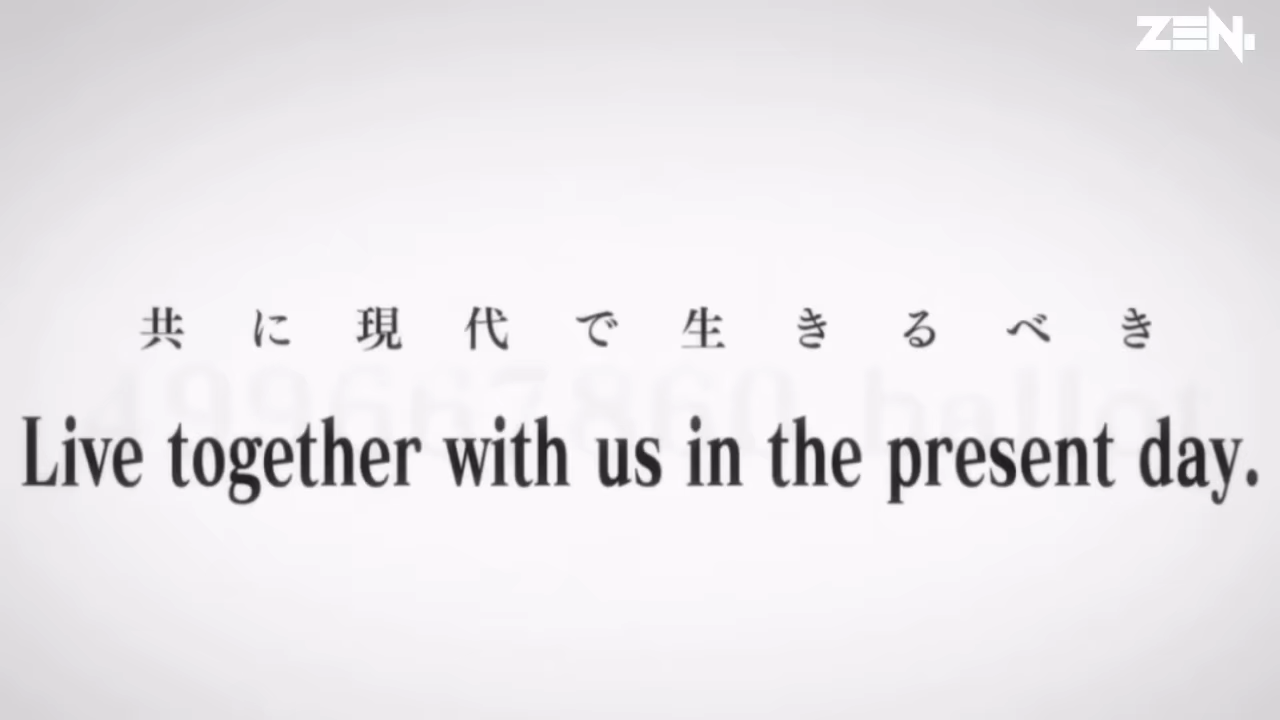 ZEN.
共に現代で生きるべき
Live together with us in the present day.